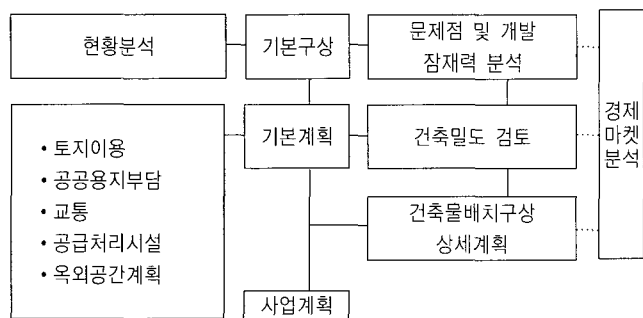 현황분석
기본구상
문제점 및 개발
잠재력 분석
경제
마켓
분석
• 토지이용
• 공공용지부담
• 교통
• 공급처리시설
• 옥외공간계획
기본계획
건축밀도 검토
건축물배치구상
상세계획
사업계획